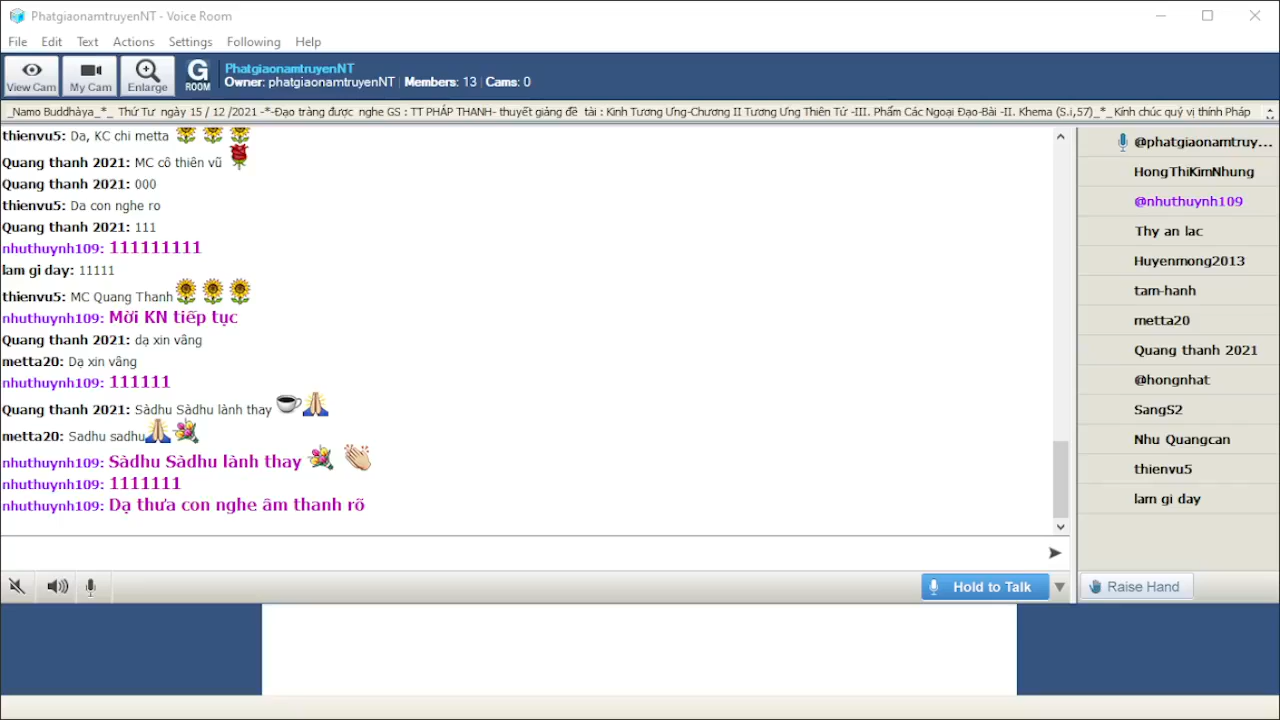 PhatgiaonamtruyenNT - Voice Room
File Edit Text Actions Settings Following Help
View Cam My Cam Enlarge G ROOM
PhatgiaonamtruyenNT
Owner: phatgiaonamtruyenNT | Members: 13 | Cams: 0
_Namo Buddhàya_*_ Thứ Tư ngày 15 / 12 /2021 -*-Đạo tràng được nghe GS : TT PHÁP THANH- thuyết giảng đề tài : Kinh Tương Ưng-Chương II Tương Ưng Thiên Tử -III. Phẩm Các Ngoại Đạo-Bài -II. Khema (S.i,57)_*_Kính chúc quý vị thính Pháp
thienvu5: Da, KC chi metta
Quang thanh 2021: MC cô thiên vũ
Quang thanh 2021: 000
thienvu5: Da con nghe ro
Quang thanh 2021: 111
nhuthuynh109: 111111111
lam gi day: 11111
thienvu5: MC Quang Thanh
nhuthuynh109: Mời KN tiếp tục
Quang thanh 2021: dạ xin vâng
metta20: Dạ xin vâng
nhuthuynh109: 111111
Quang thanh 2021: Sàdhu Sàdhu lành thay
metta20: Sadhu sadhu
nhuthuynh109: Sàdhu Sàdhu lành thay
nhuthuynh109: 1111111
nhuthuynh109: Dạ thưa con nghe âm thanh rõ
@phatgiaonamtruy...
HongThiKimNhung
@nhuthuynh109
Thy an lac
Huyenmong2013
tam-hanh
metta20
Quang thanh 2021
@hongnhat
SangS2
Nhu Quangcan
thienvu5
lam gi day
Hold to Talk
Raise Hand